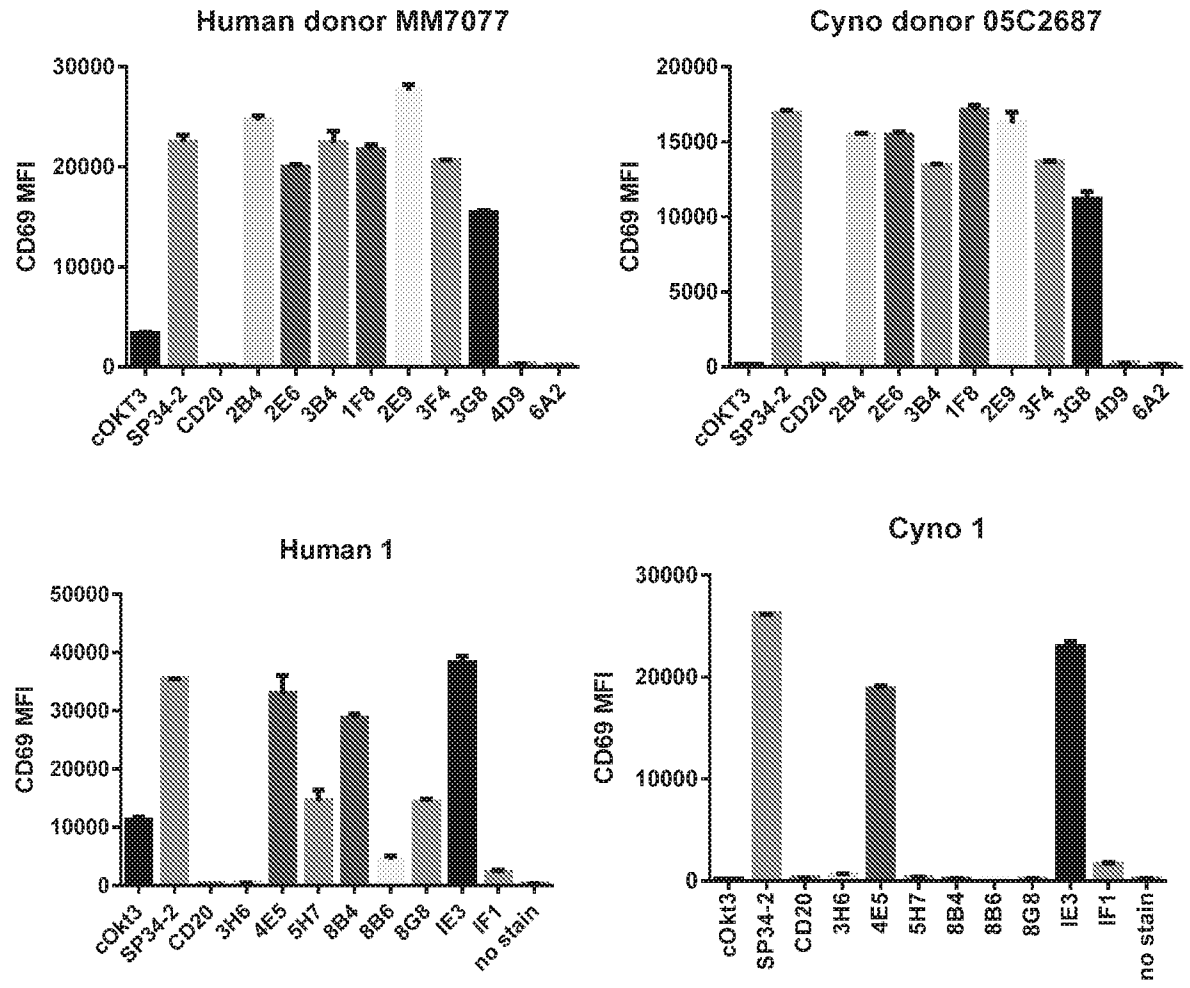 Human donor MM7077
30000
20000
10000
0
CD69 MFI
cOKT3
SP34-2
CD20
2B4
2E6
3B4
1F8
2E9
3F4
3G8
4D9
6A2
Cyno donor 05C2687
20000
15000
10000
5000
0
CD69 MFI
cOKT3
SP34-2
CD20
2B4
2E6
3B4
1F8
2E9
3F4
3G8
4D9
6A2
Human 1
50000
40000
30000
20000
10000
0
CD69 MFI
cOkt3
SP34-2
CD20
3H6
4E5
5H7
8B4
8B6
8G8
IE3
IF1
no stain
Cyno 1
30000
20000
10000
0
CD69 MFI
cOkt3
SP34-2
CD20
3H6
4E5
5H7
8B4
8B6
8G8
IE3
IF1
no stain